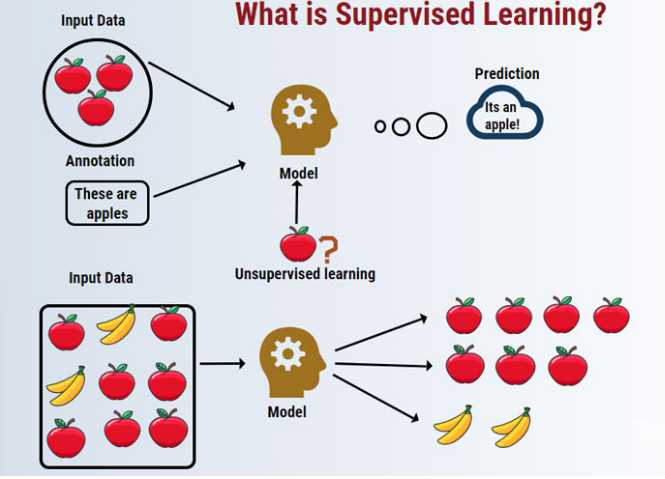 What is Supervised Learning?
Input Data
Prediction
Its an
apple!
Annotation
These are
apples
Model
?
Unsupervised learning
Input Data
Model